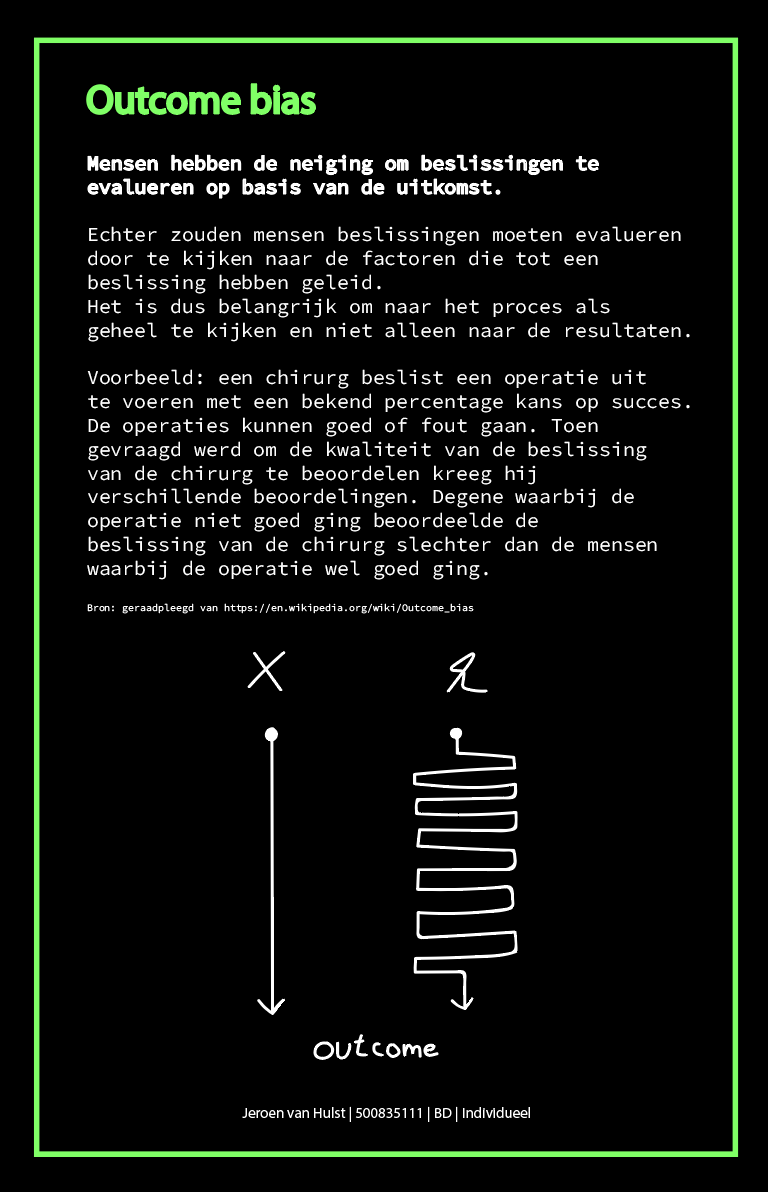 Outcome bias
Mensen hebben de neiging om beslissingen te
evalueren op basis van de uitkomst.
Echter zouden mensen beslissingen moeten evalueren
door te kijken naar de factoren die tot een
beslissing hebben geleid.
Het is dus belangrijk om naar het proces als
geheel te kijken en niet alleen naar de resultaten.
Voorbeeld: een chirurg beslist een operatie uit
te voeren met een bekend percentage kans op succes.
De operaties kunnen goed of fout gaan. Toen
gevraagd werd om de kwaliteit van de beslissing
van de chirurg te beoordelen kreeg hij
verschillende beoordelingen. Degene waarbij de
operatie niet goed ging beoordeelde de
beslissing van de chirurg slechter dan de mensen
waarbij de operatie wel goed ging.
Bron: geraadpleegd van https://en.wikipedia.org/wiki/Outcome_bias
X
outcome
Jeroen van Hulst | 500835111 | BD | Individueel